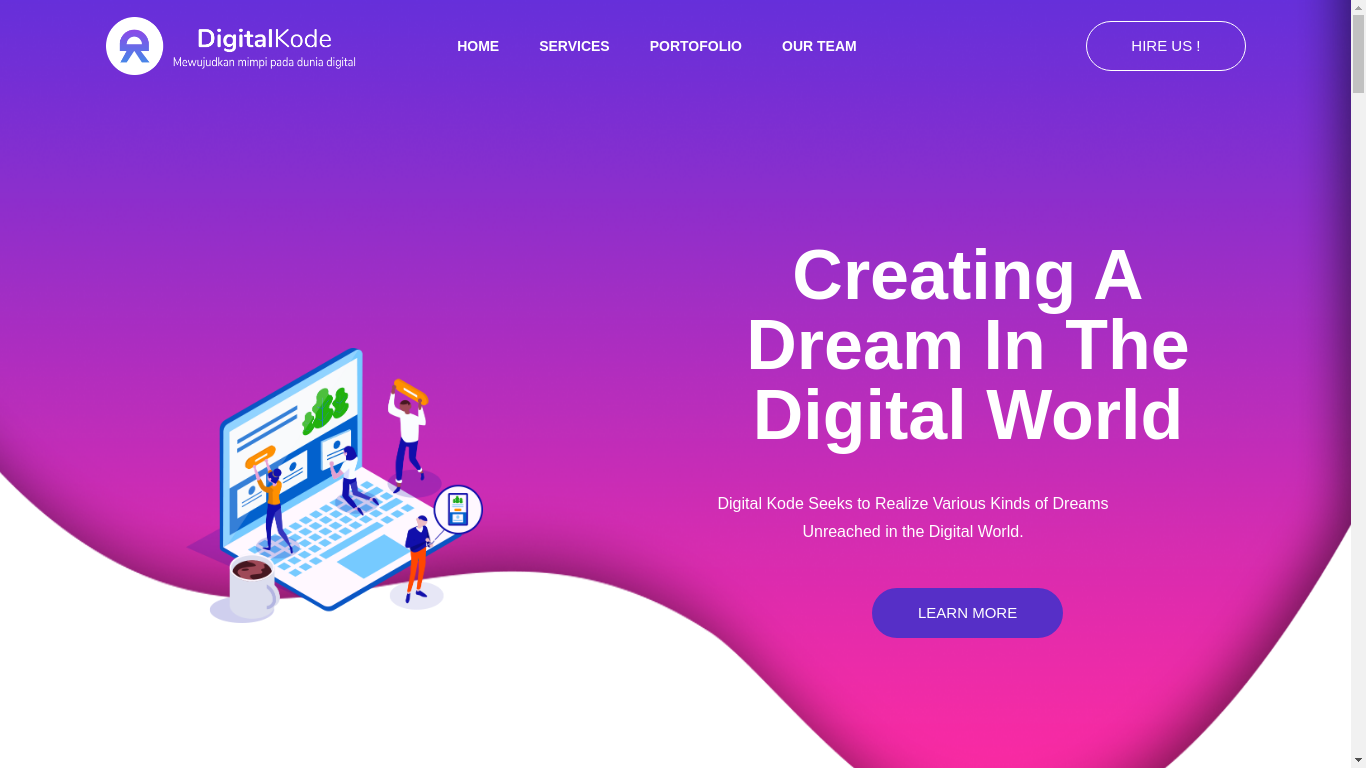 DigitalKode
Mewujudkan mimpi pada dunia digital
HOME
SERVICES
PORTOFOLIO
OUR TEAM
HIRE US !
Creating A
Dream In The
Digital World
Digital Kode Seeks to Realize Various Kinds of Dreams
Unreached in the Digital World.
LEARN MORE